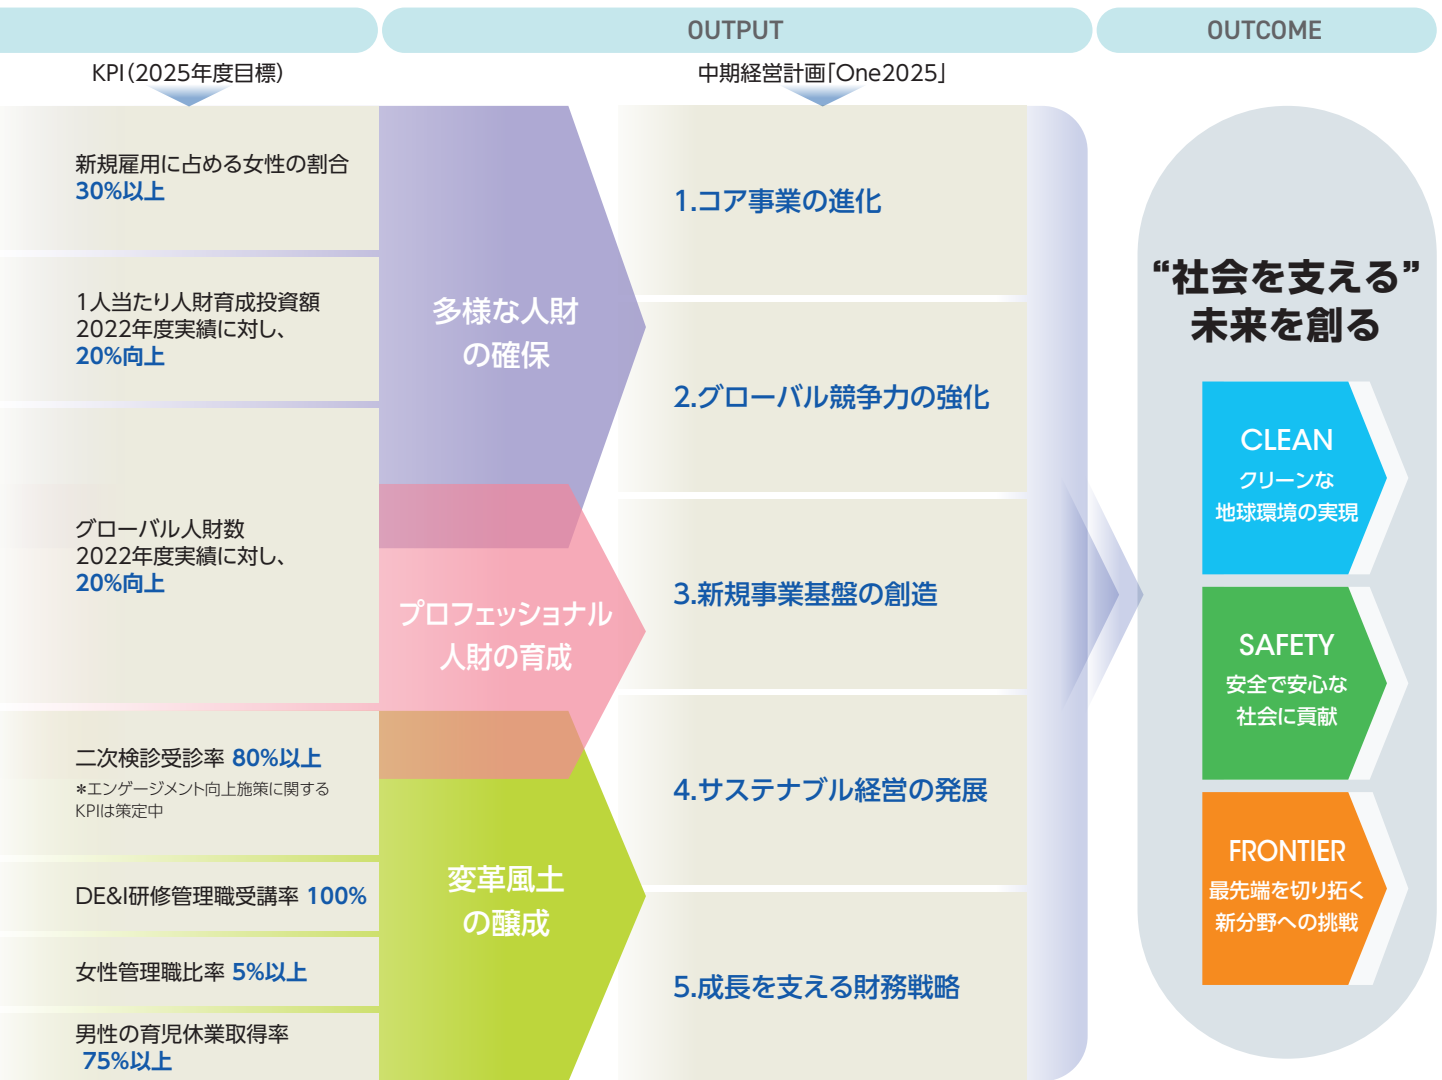 OUTPUT
OUTCOME
KPI（2025年度目標）
中期経営計画「One2025」
新規雇用に占める女性の割合
30%以上
1人当たり人財育成投資額
2022年度実績に対し、
20%向上
グローバル人財数
2022年度実績に対し、
20%向上
二次検診受診率 80%以上
*エンゲージメント向上施策に関する
KPIは策定中
DE&I研修管理職受講率 100%
女性管理職比率 5%以上
男性の育児休業取得率
75%以上
多様な人財
の確保
プロフェッショナル
人財の育成
変革風土
の醸成
1.コア事業の進化
2.グローバル競争力の強化
3.新規事業基盤の創造
4.サステナブル経営の発展
5.成長を支える財務戦略
“社会を支える”
未来を創る
CLEAN
クリーンな
地球環境の実現
SAFETY
安全で安心な
社会に貢献
FRONTIER
最先端を切り拓く
新分野への挑戦